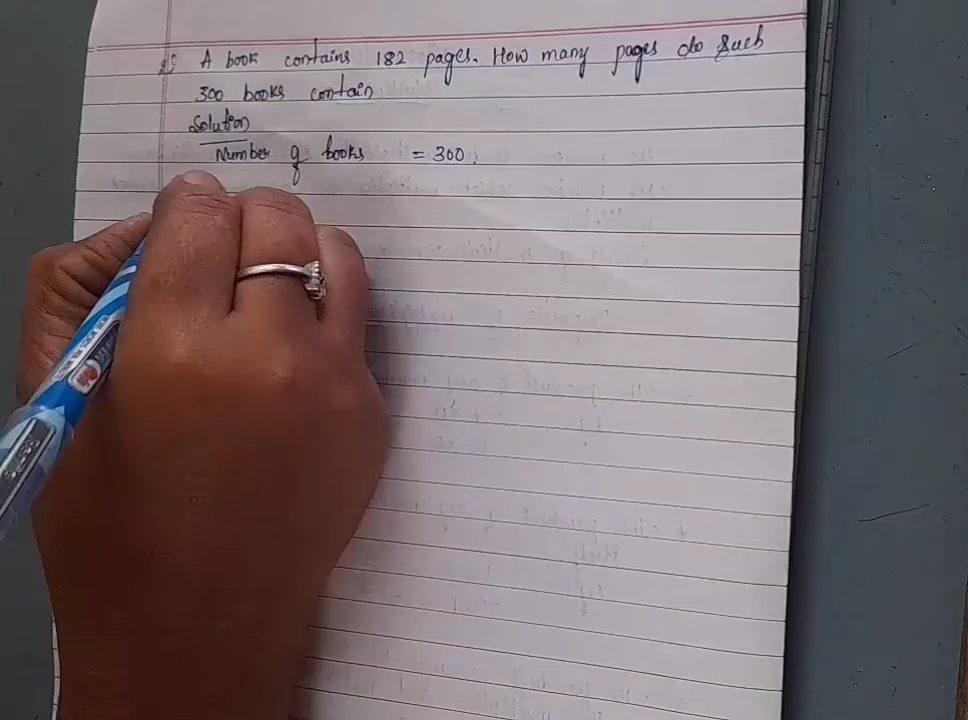 A book contains 182 pages. How many pages do such
300 books contain
Solution
Number of books = 300.